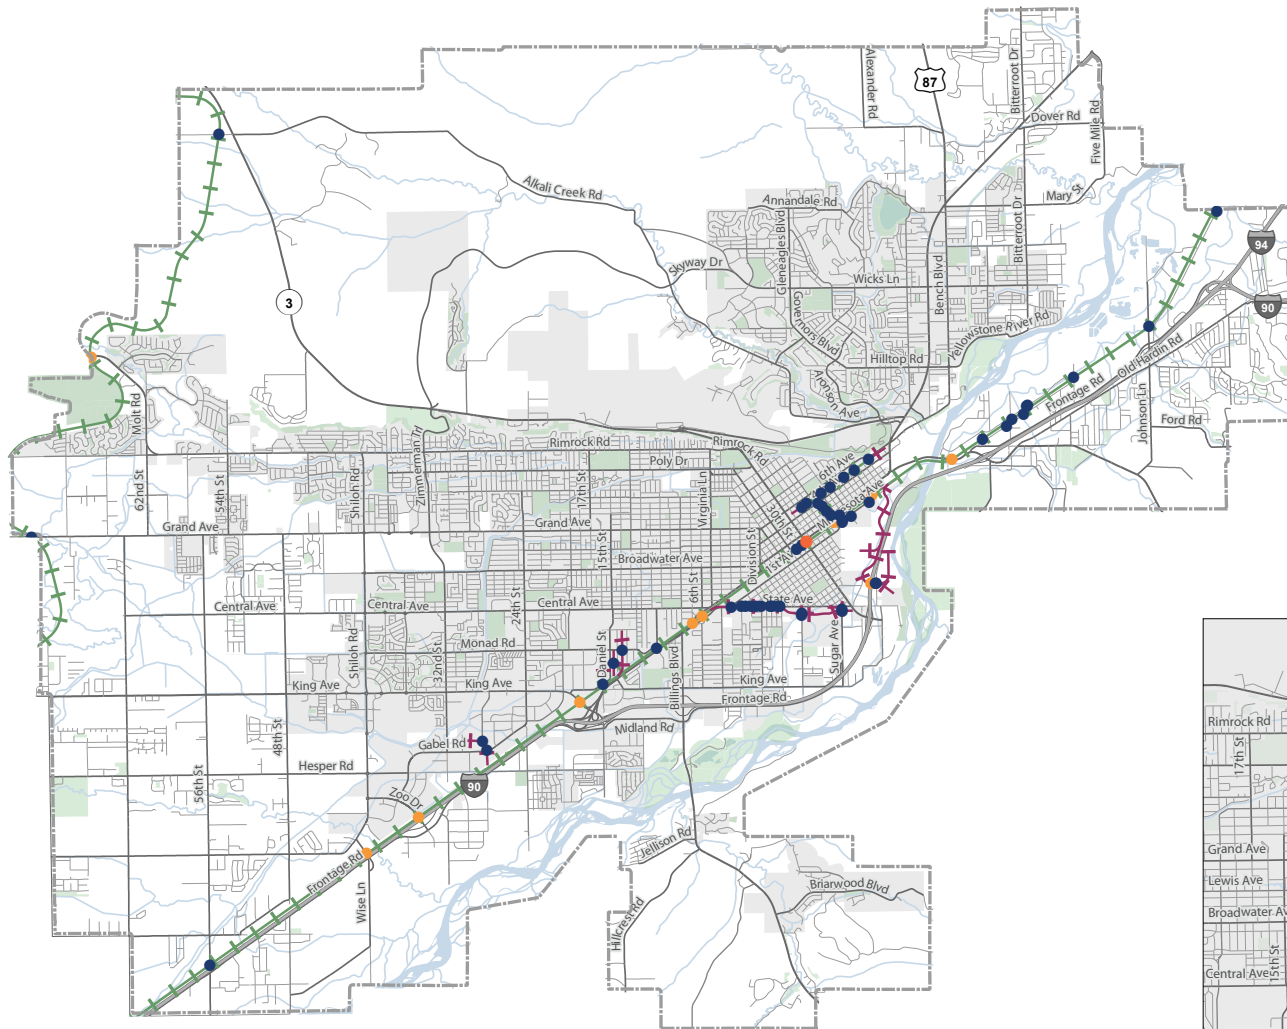 Alexander Rd
87
Bitterroot Dr
Dover Rd
Five Mile Rd
Alkali Creek Rd
Annandale Rd
Mary St
Gleneagles Blvd
Bitterroot Dr
94
Skyway Dr
Wicks Ln
Bench Blvd
3
90
Governors Blvd
Yellowstone River Rd
Hilltop Rd
Old Hardin Rd
Aronson Ave
Frontage Rd
Molt Rd
Johnson Ln
Ford Rd
Zimmerman Trl
Rimrock Rd
Rimrock Rd
Poly Dr
6th Ave
62nd St
54th St
Shiloh Rd
17th St
Virginia Ln
Minnesota Ave
30th St
Grand Ave
Grand Ave
15th St
Broadwater Ave
Division St
1st Ave
Central Ave
Central Ave
24th St
Central Ave
6th St
State Ave
Shiloh Rd
32nd St
Monad Rd
Daniel St
Billings Blvd
Sugar Ave
King Ave
King Ave
King Ave
Frontage Rd
48th St
Gabel Rd
Midland Rd
Rimrock Rd
17th St
Hesper Rd
56th St
90
Zoo Dr
Jellison Rd
Grand Ave
Frontage Rd
Wise Ln
Briarwood Blvd
Lewis Ave
Hillcrest Rd
Broadwater Av
15th St
Central Ave